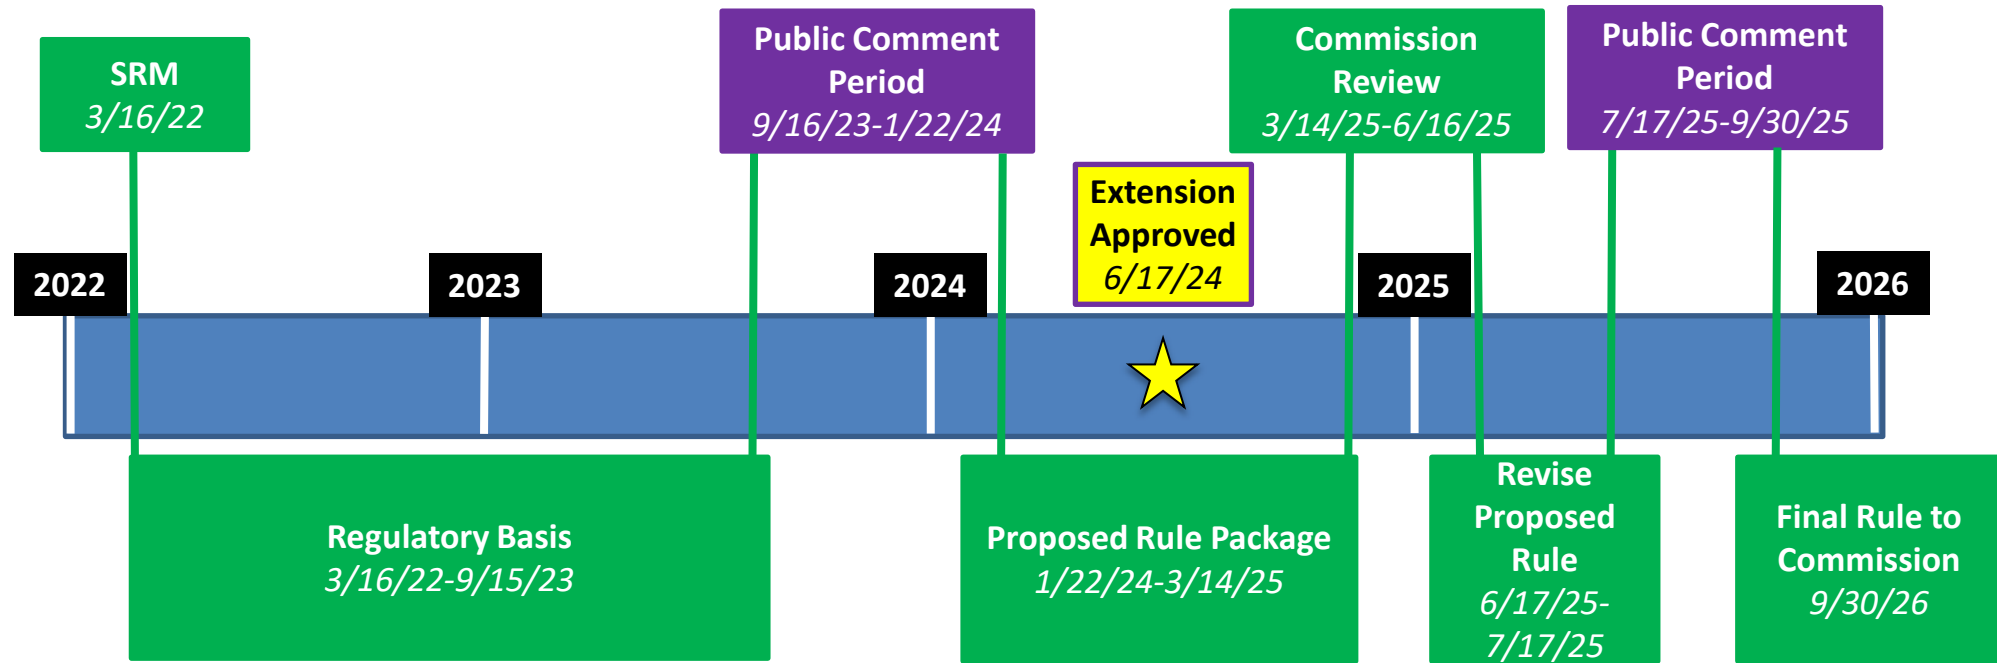 SRM
3/16/22
Public Comment
Period
9/16/23-1/22/24
Commission
Review
3/14/25-6/16/25
Public Comment
Period
7/17/25-9/30/25
Extension
Approved
6/17/24
2022
2023
2024
2025
2026
Regulatory Basis
3/16/22-9/15/23
Proposed Rule Package
1/22/24-3/14/25
Revise
Proposed
Rule
6/17/25-
7/17/25
Final Rule to
Commission
9/30/26